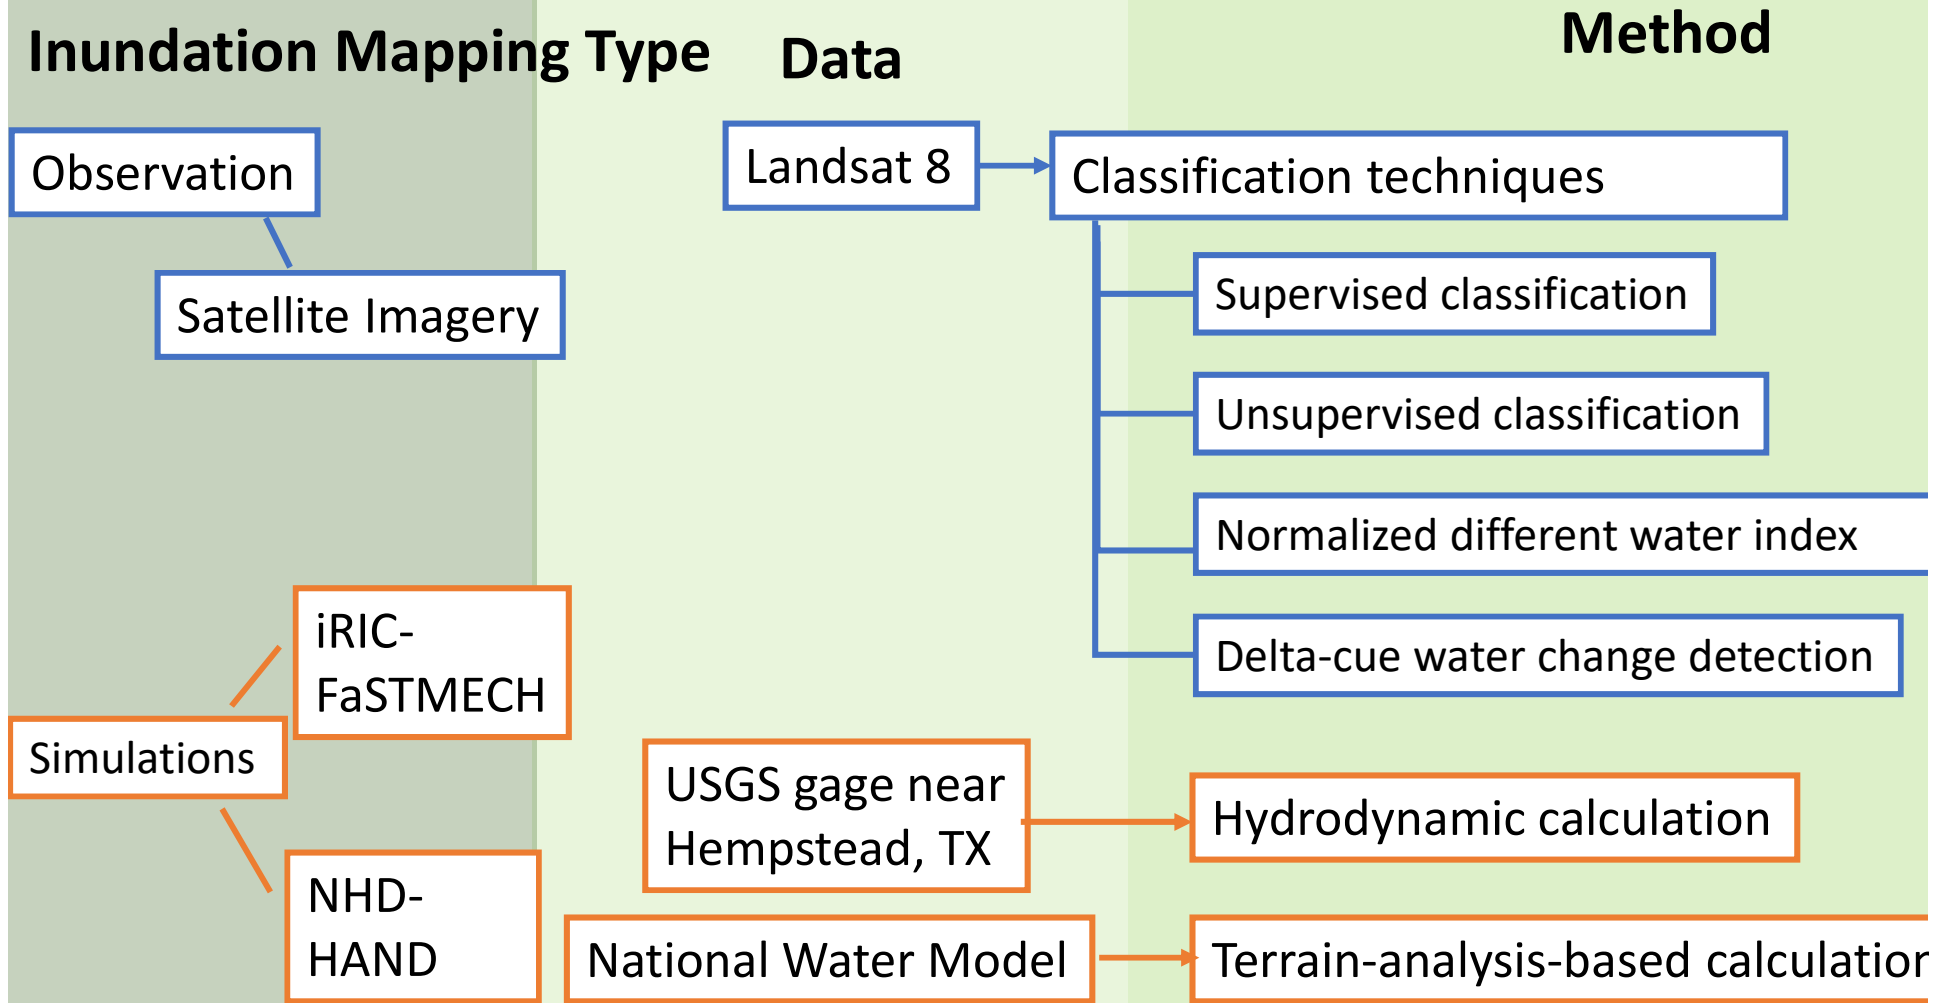 Inundation Mapping Type
Data
Method
Observation
Satellite Imagery
Landsat 8
Classification techniques
Supervised classification
Unsupervised classification
Normalized different water index
Delta-cue water change detection
Simulations
iRIC-
FaSTMECH
NHD-
HAND
USGS gage near
Hempstead, TX
Hydrodynamic calculation
National Water Model
Terrain-analysis-based calculation